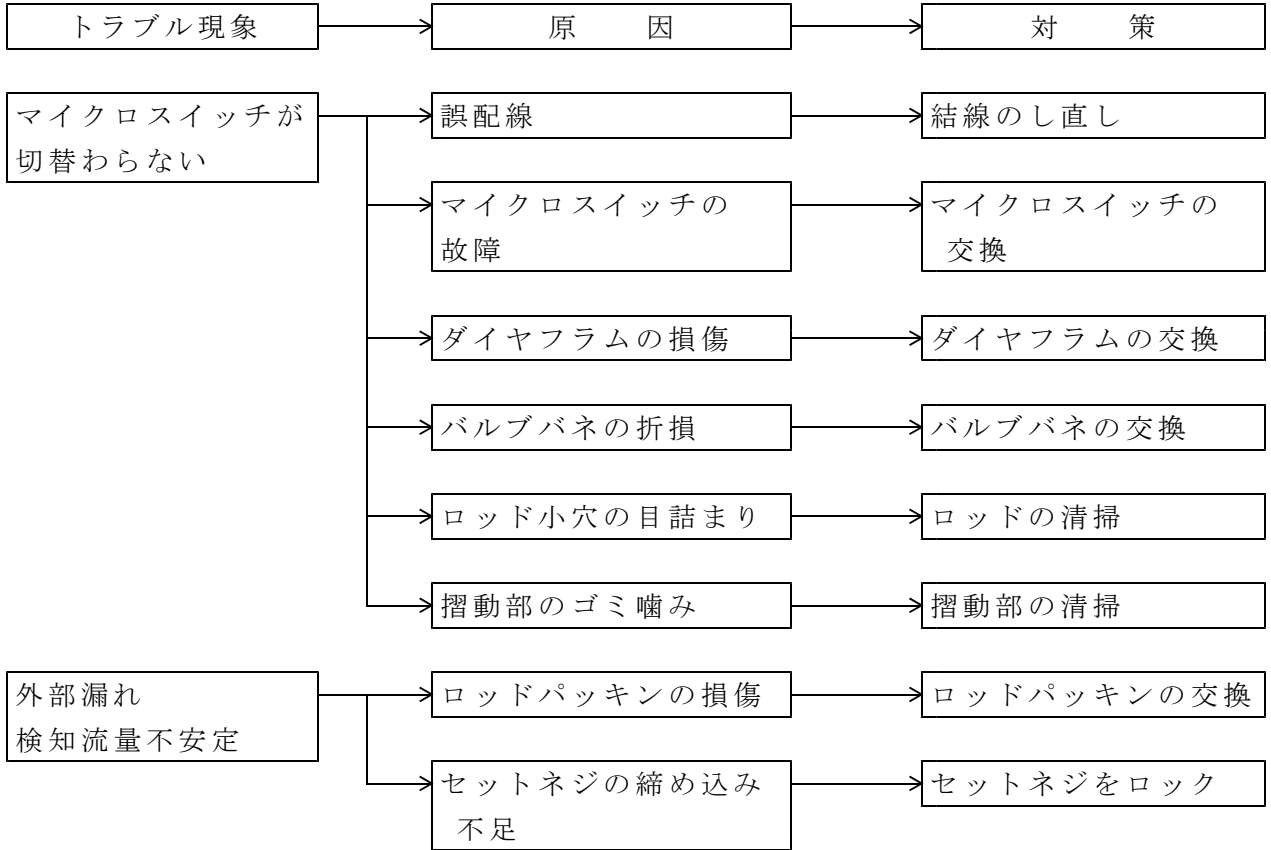 トラブル現象
原　　因
対　　策
マイクロスイッチが
切替わらない
誤配線
結線のし直し
マイクロスイッチの
故障
マイクロスイッチの
交換
ダイヤフラムの損傷
ダイヤフラムの交換
バルブバネの折損
バルブバネの交換
ロッド小穴の目詰まり
ロッドの清掃
摺動部のゴミ噛み
摺動部の清掃
外部漏れ
検知流量不安定
ロッドパッキンの損傷
ロッドパッキンの交換
セットネジの締め込み
不足
セットネジをロック